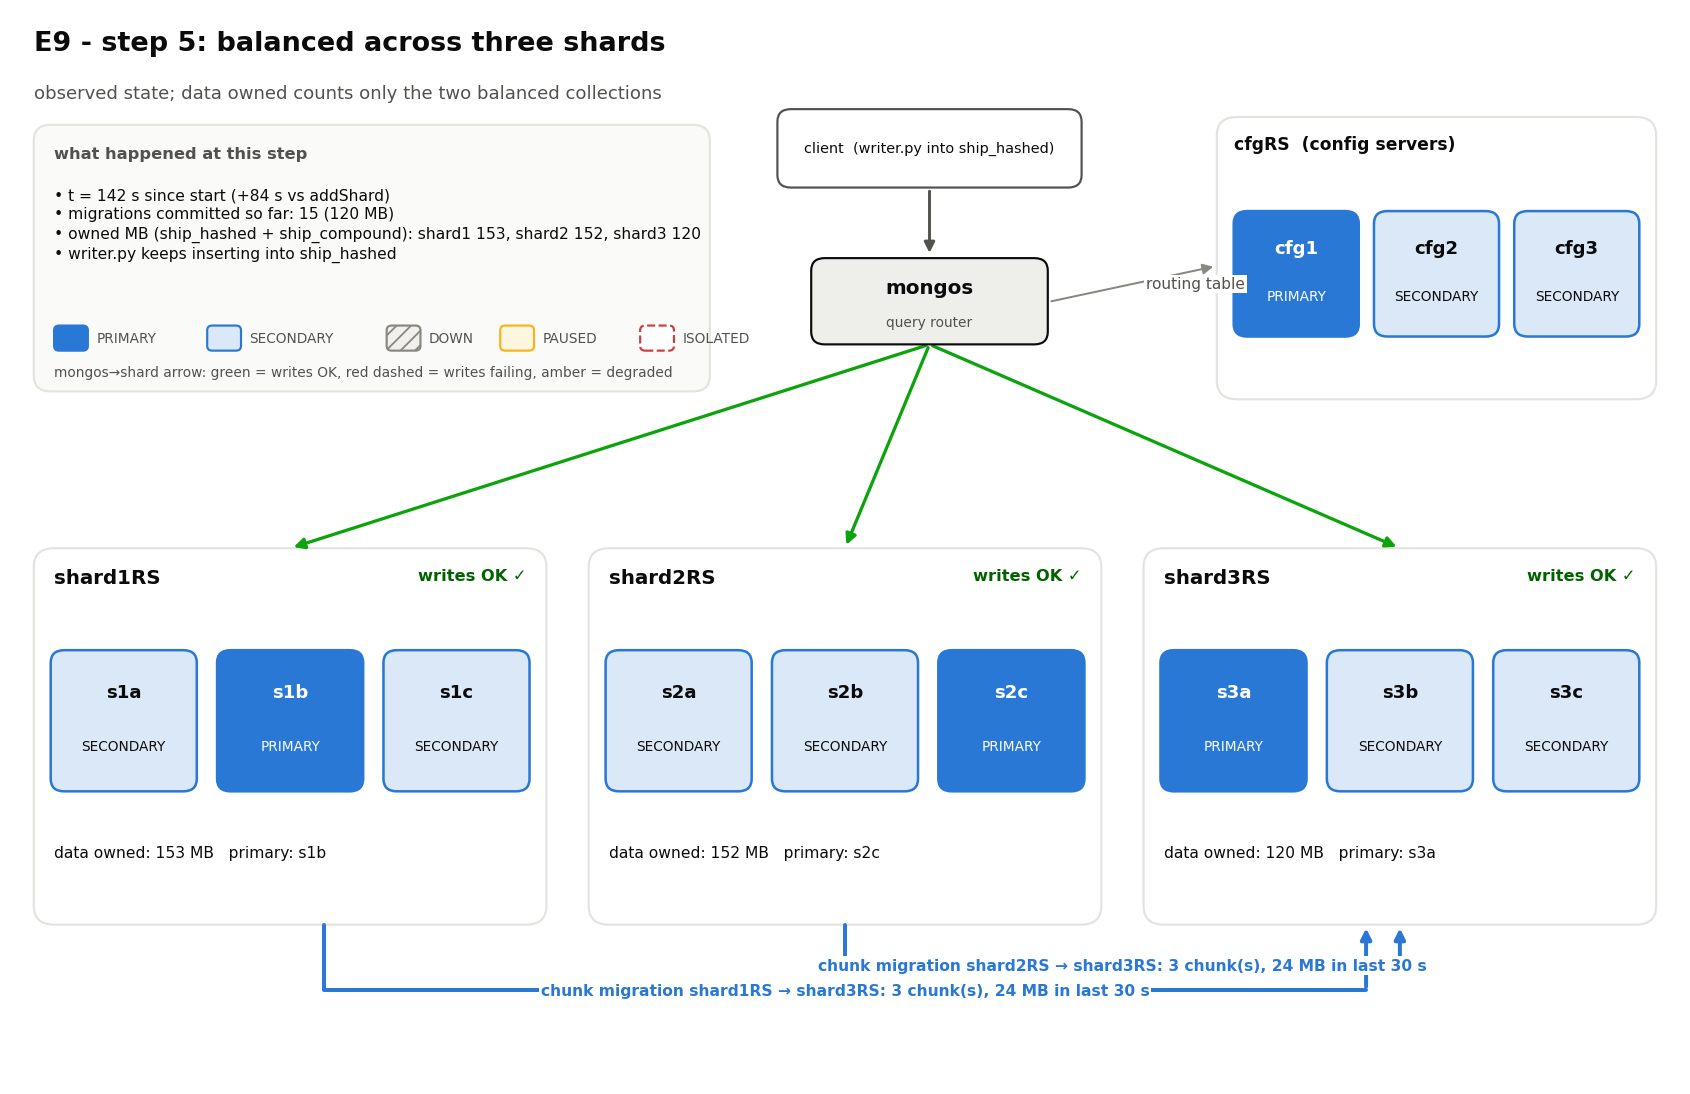 E9 - step 5: balanced across three shards
observed state; data owned counts only the two balanced collections
what happened at this step
• t = 142 s since start (+84 s vs addShard)
• migrations committed so far: 15 (120 MB)
• owned MB (ship_hashed + ship_compound): shard1 153, shard2 152, shard3 120
• writer.py keeps inserting into ship_hashed
PRIMARY SECONDARY DOWN PAUSED ISOLATED
mongos→shard arrow: green = writes OK, red dashed = writes failing, amber = degraded
client  (writer.py into ship_hashed)
mongos
query router
routing table
cfgRS  (config servers)
cfg1 cfg2 cfg3
PRIMARY SECONDARY SECONDARY
shard1RS writes OK ✓
s1a s1b s1c
SECONDARY PRIMARY SECONDARY
data owned: 153 MB   primary: s1b
shard2RS writes OK ✓
s2a s2b s2c
SECONDARY SECONDARY PRIMARY
data owned: 152 MB   primary: s2c
shard3RS writes OK ✓
s3a s3b s3c
PRIMARY SECONDARY SECONDARY
data owned: 120 MB   primary: s3a
chunk migration shard2RS → shard3RS: 3 chunk(s), 24 MB in last 30 s
chunk migration shard1RS → shard3RS: 3 chunk(s), 24 MB in last 30 s